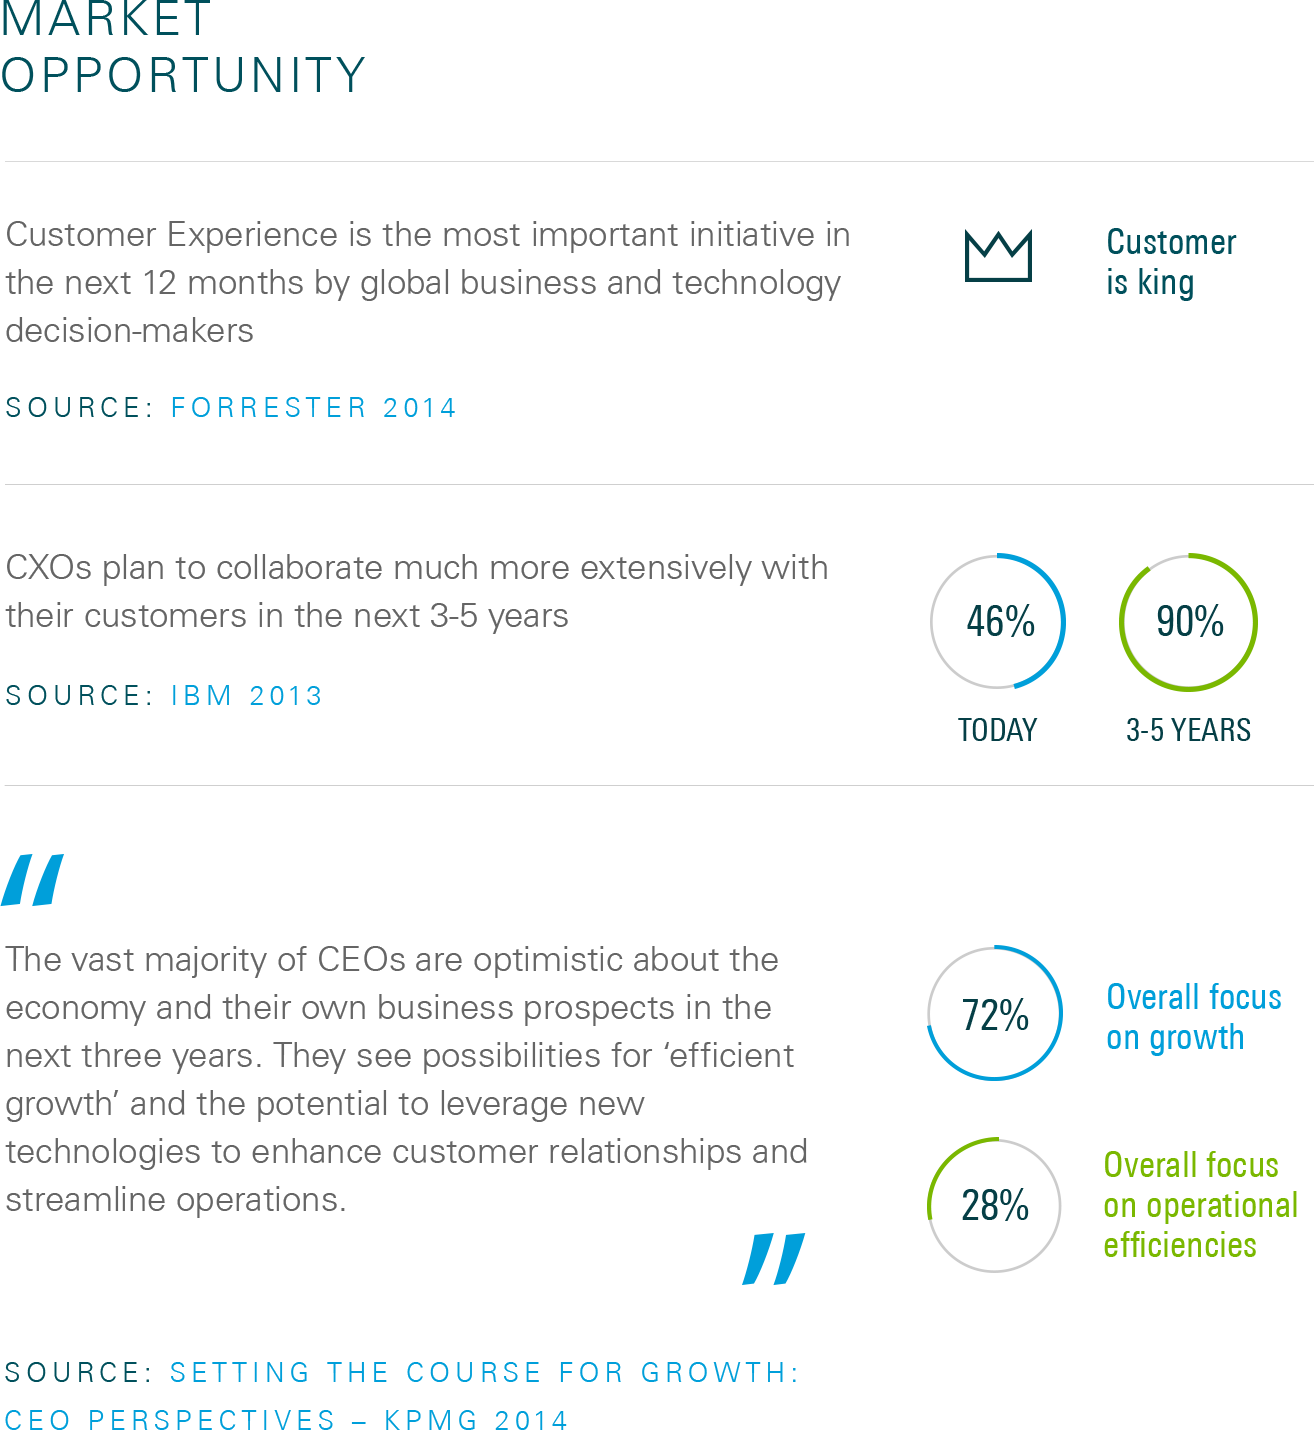 MARKET
OPPORTUNITY
Customer Experience is the most important initiative in
the next 12 months by global business and technology
decision-makers
SOURCE: FORRESTER 2014
Customer
is king
CXOs plan to collaborate much more extensively with
their customers in the next 3-5 years
SOURCE: IBM 2013
46%
TODAY
90%
3-5 YEARS
“
The vast majority of CEOs are optimistic about the
economy and their own business prospects in the
next three years. They see possibilities for ‘efficient
growth’ and the potential to leverage new
technologies to enhance customer relationships and
streamline operations.
”
72%
Overall focus
on growth
28%
Overall focus
on operational
efficiencies
SOURCE: SETTING THE COURSE FOR GROWTH:
CEO PERSPECTIVES – KPMG 2014